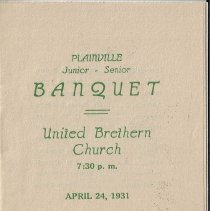 PLAINVILLE
Junior - Senior
BANQUET
United Brethern
Church
7:30 p. m.
APRIL 24, 1931